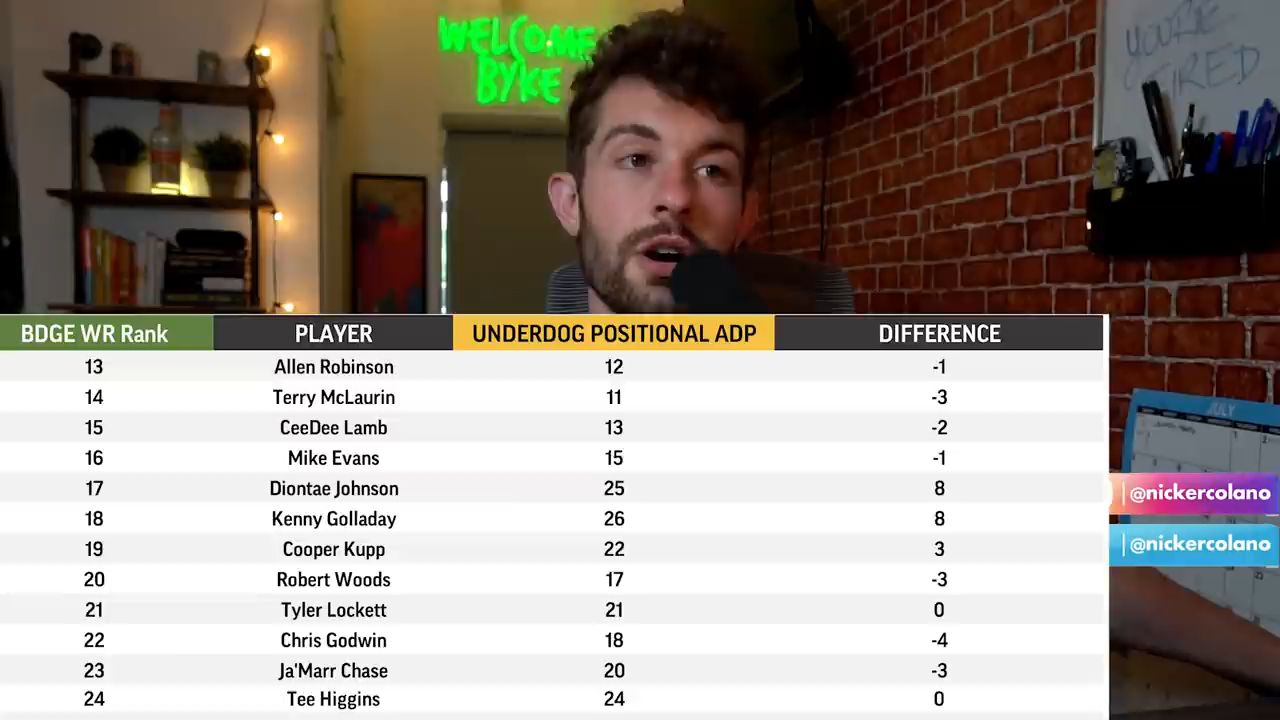 WELCOME
BYKE
YOU'RE
FIRED
BDGE WR Rank PLAYER UNDERDOG POSITIONAL ADP DIFFERENCE
13 Allen Robinson 12 -1
14 Terry McLaurin 11 -3
15 CeeDee Lamb 13 -2
16 Mike Evans 15 -1
17 Diontae Johnson 25 8
18 Kenny Golladay 26 8
19 Cooper Kupp 22 3
20 Robert Woods 17 -3
21 Tyler Lockett 21 0
22 Chris Godwin 18 -4
23 Ja'Marr Chase 20 -3
24 Tee Higgins 24 0
JULY
@nickercolano
@nickercolano